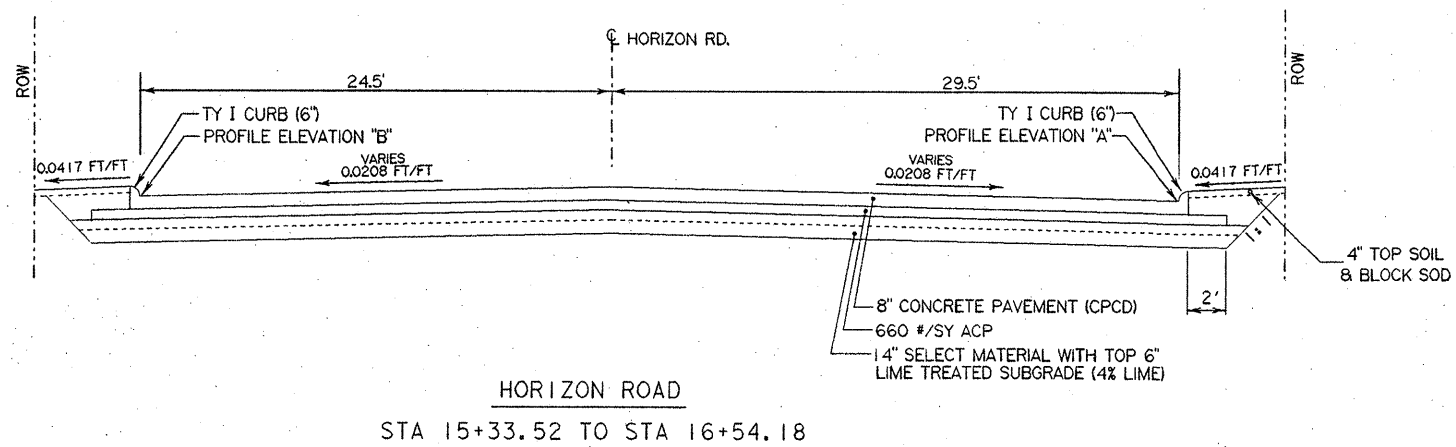 ℄ HORIZON RD.
ROW
ROW
24.5'
29.5'
TY I CURB (6")
PROFILE ELEVATION "B"
TY I CURB (6")
PROFILE ELEVATION "A"
0.0417 FT/FT
VARIES
0.0208 FT/FT
VARIES
0.0208 FT/FT
0.0417 FT/FT
1:1
4" TOP SOIL
& BLOCK SOD
2'
8" CONCRETE PAVEMENT (CPCD)
660 #/SY ACP
14" SELECT MATERIAL WITH TOP 6"
LIME TREATED SUBGRADE (4% LIME)
HORIZON ROAD
STA 15+33.52 TO STA 16+54.18